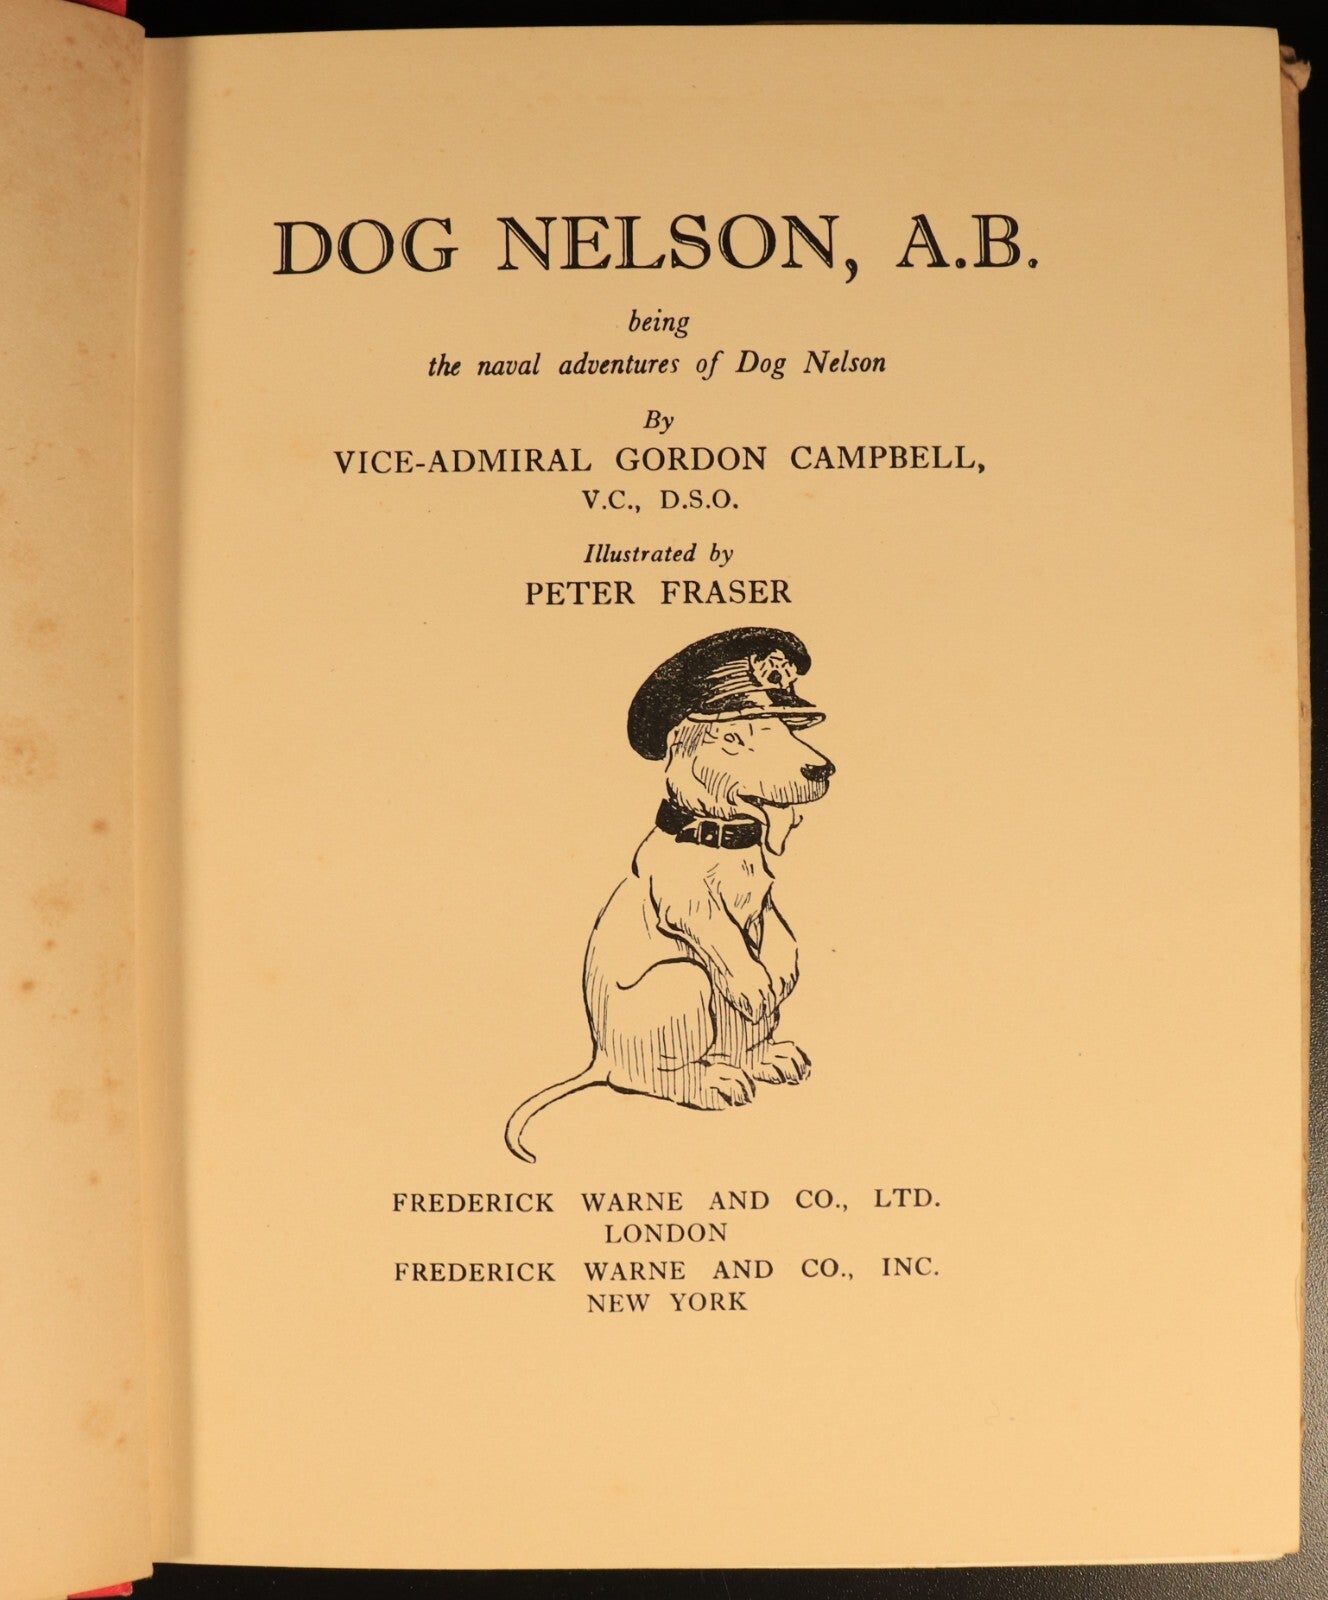 DOG NELSON, A.B.
being
the naval adventures of Dog Nelson
By
VICE-ADMIRAL GORDON CAMPBELL,
V.C., D.S.O.
Illustrated by
PETER FRASER
FREDERICK WARNE AND CO., LTD.
LONDON
FREDERICK WARNE AND CO., INC.
NEW YORK